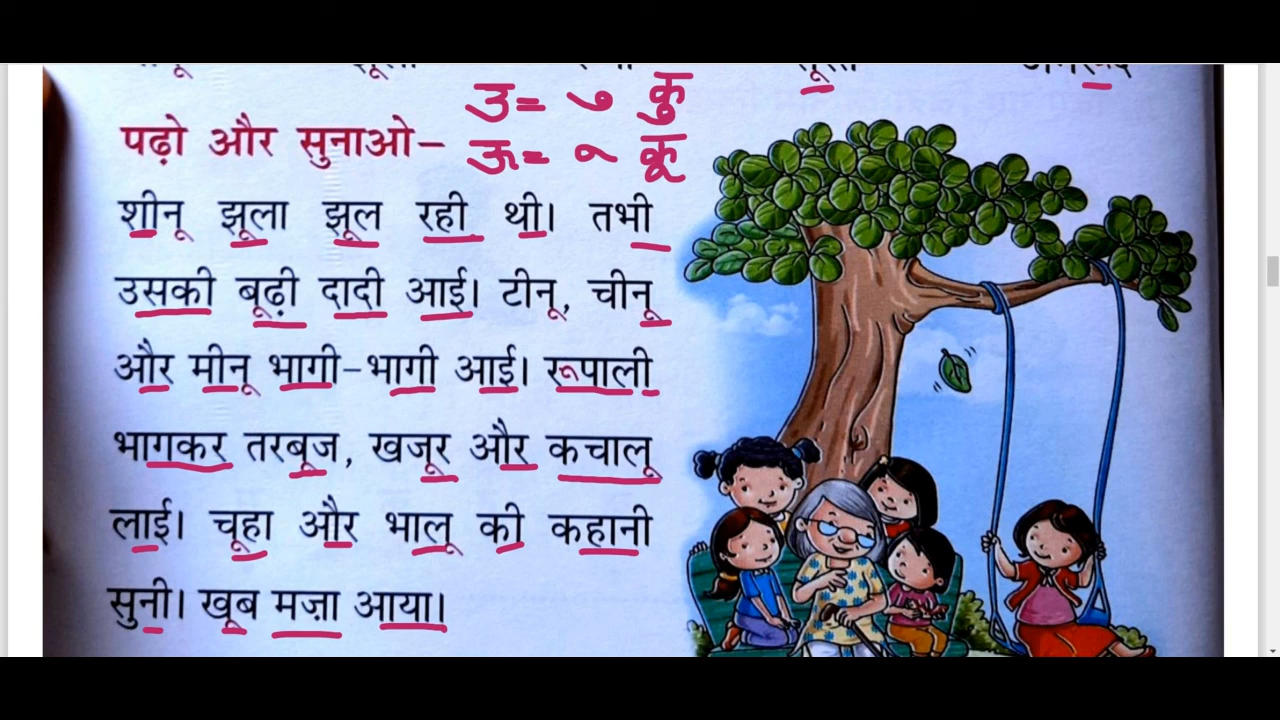 उ= ु कु
पढ़ो और सुनाओ–
ऊ= ू कू
शीनू झूला झूल रही थी। तभी
उसकी बूढ़ी दादी आई। टीनू, चीनू
और मीनू भागी–भागी आई। रूपाली
भागकर तरबूज, खजूर और कचालू
लाई। चूहा और भालू की कहानी
सुनी। खूब मज़ा आया।